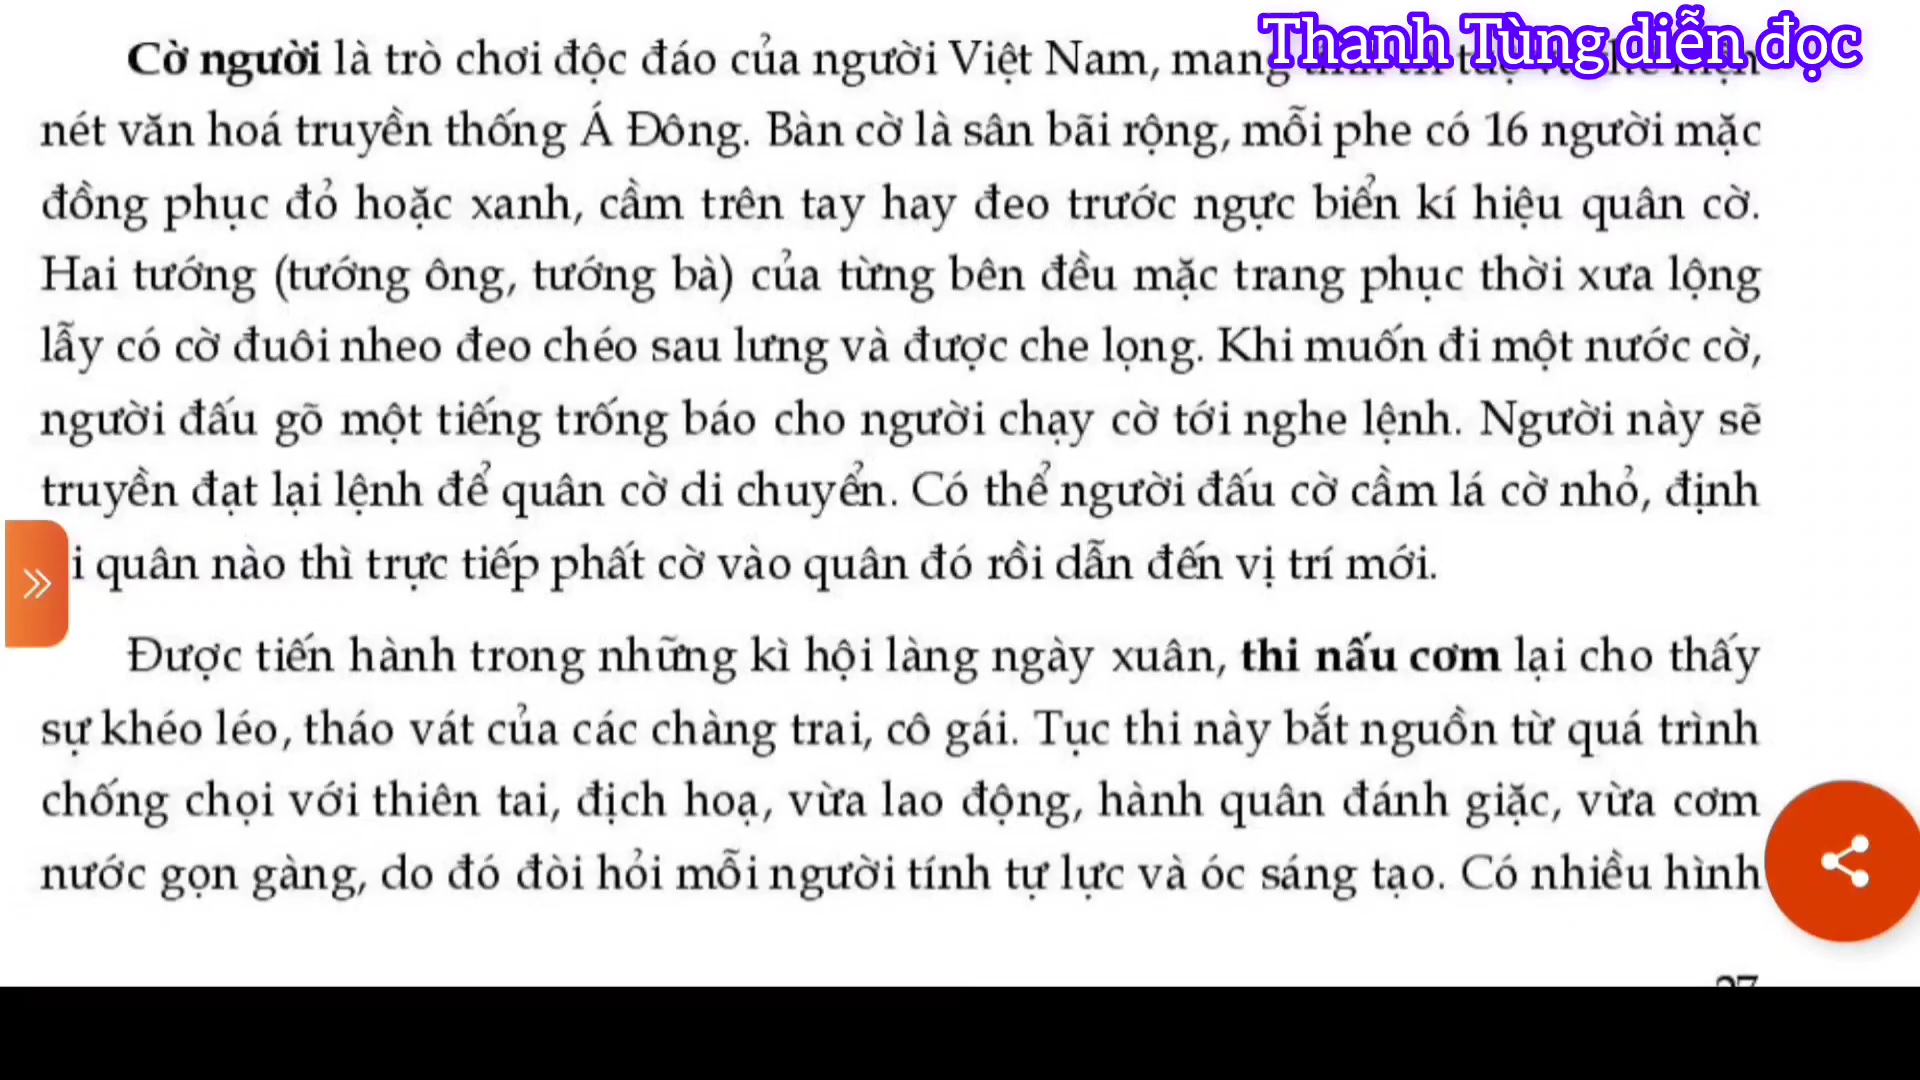 Thanh Tùng diễn đọc
Cờ người là trò chơi độc đáo của người Việt Nam, mang
nét văn hoá truyền thống Á Đông. Bàn cờ là sân bãi rộng, mỗi phe có 16 người mặc
đồng phục đỏ hoặc xanh, cầm trên tay hay đeo trước ngực biển kí hiệu quân cờ.
Hai tướng (tướng ông, tướng bà) của từng bên đều mặc trang phục thời xưa lộng
lẫy có cờ đuôi nheo đeo chéo sau lưng và được che lọng. Khi muốn đi một nước cờ,
người đấu gõ một tiếng trống báo cho người chạy cờ tới nghe lệnh. Người này sẽ
truyền đạt lại lệnh để quân cờ di chuyển. Có thể người đấu cờ cầm lá cờ nhỏ, định
quân nào thì trực tiếp phất cờ vào quân đó rồi dẫn đến vị trí mới.
Được tiến hành trong những kì hội làng ngày xuân, thi nấu cơm lại cho thấy
sự khéo léo, tháo vát của các chàng trai, cô gái. Tục thi này bắt nguồn từ quá trình
chống chọi với thiên tai, địch hoạ, vừa lao động, hành quân đánh giặc, vừa cơm
nước gọn gàng, do đó đòi hỏi mỗi người tính tự lực và óc sáng tạo. Có nhiều hình